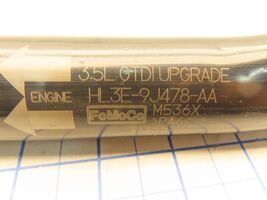 3.5L GTDI UPGRADE
ENGINE HL3E-9J478-AA
FoMoCo M536X